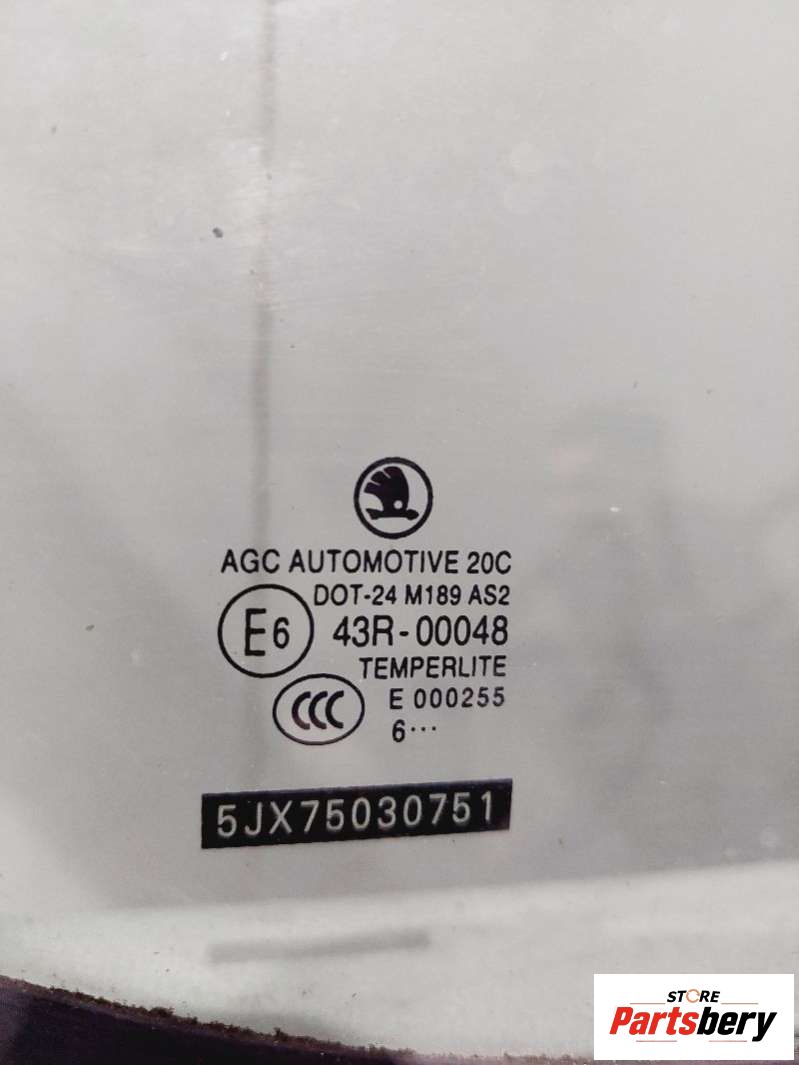 AGC AUTOMOTIVE 20C
DOT-24 M189 AS2
E6 43R-00048
TEMPERLITE
CCC E 000255
6···
5JX75030751
STORE
Partsbery